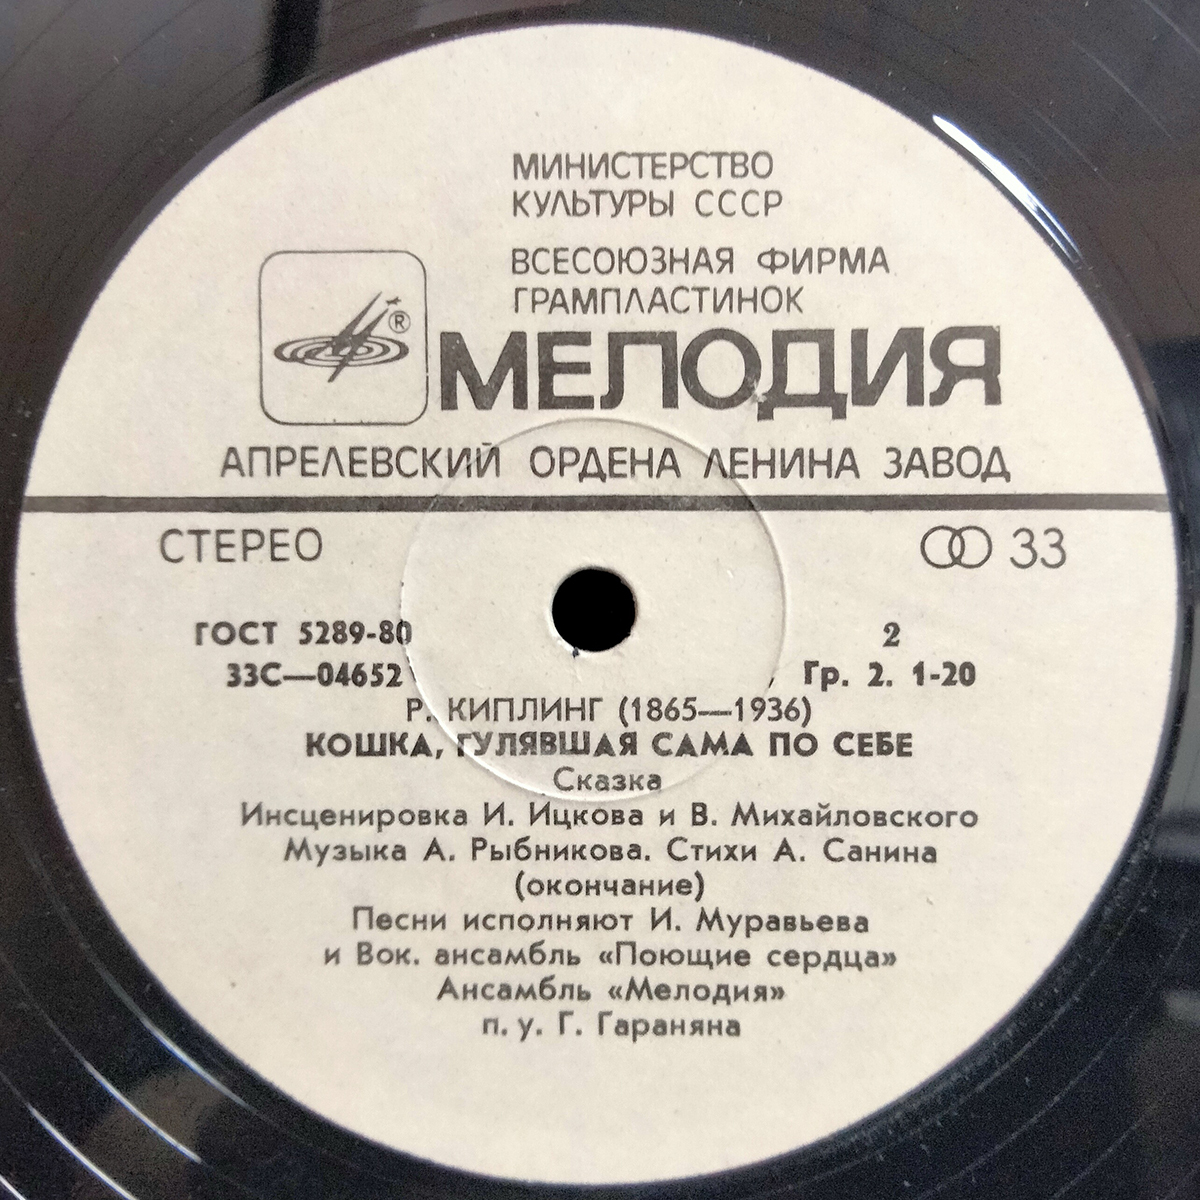 МИНИСТЕРСТВО
КУЛЬТУРЫ СССР
ВСЕСОЮЗНАЯ ФИРМА
ГРАМПЛАСТИНОК
®
МЕЛОДИЯ
АПРЕЛЕВСКИЙ ОРДЕНА ЛЕНИНА ЗАВОД
СТЕРЕО 33
ГОСТ 5289-80 2
33С—04652 Гр. 2. 1-20
Р. КИПЛИНГ (1865—1936)
КОШКА, ГУЛЯВШАЯ САМА ПО СЕБЕ
Сказка
Инсценировка И. Ицкова и В. Михайловского
Музыка А. Рыбникова. Стихи А. Санина
(окончание)
Песни исполняют И. Муравьева
и Вок. ансамбль «Поющие сердца»
Ансамбль «Мелодия»
п. у. Г. Гараняна